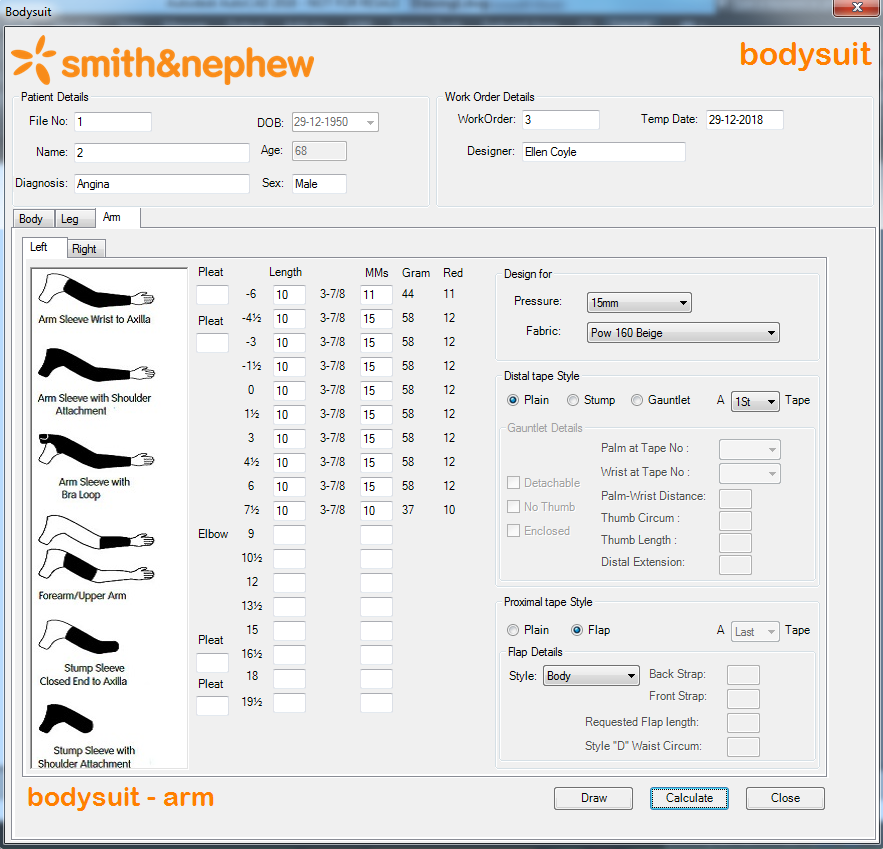 Bodysuit
smith&nephew
bodysuit
Patient Details
File No: 1
DOB: 29-12-1950
Name: 2
Age: 68
Diagnosis: Angina
Sex: Male
Work Order Details
WorkOrder: 3
Temp Date: 29-12-2018
Designer: Ellen Coyle
Body Leg Arm
Left Right
Arm Sleeve Wrist to Axilla
Arm Sleeve with Shoulder
Attachment
Arm Sleeve with
Bra Loop
Forearm/Upper Arm
Stump Sleeve
Closed End to Axilla
Stump Sleeve with
Shoulder Attachment
Pleat Length MMs Gram Red
-6 10 3-7/8 11 44 11
Pleat -4½ 10 3-7/8 15 58 12
-3 10 3-7/8 15 58 12
-1½ 10 3-7/8 15 58 12
0 10 3-7/8 15 58 12
1½ 10 3-7/8 15 58 12
3 10 3-7/8 15 58 12
4½ 10 3-7/8 15 58 12
6 10 3-7/8 15 58 12
7½ 10 3-7/8 10 37 10
Elbow 9
10½
12
13½
15
Pleat
16½
18
Pleat
19½
Design for
Pressure: 15mm
Fabric: Pow 160 Beige
Distal tape Style
Plain Stump Gauntlet A 1St Tape
Gauntlet Details
Palm at Tape No :
Wrist at Tape No :
Detachable
Palm-Wrist Distance:
No Thumb
Thumb Circum :
Enclosed
Thumb Length :
Distal Extension:
Proximal tape Style
Plain Flap A Last Tape
Flap Details
Style: Body
Back Strap:
Front Strap:
Requested Flap length:
Style "D" Waist Circum:
bodysuit - arm
Draw Calculate Close